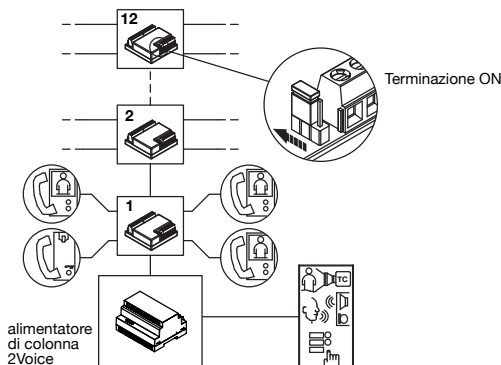 12
Terminazione ON
2
1
TC
alimentatore
di colonna
2Voice